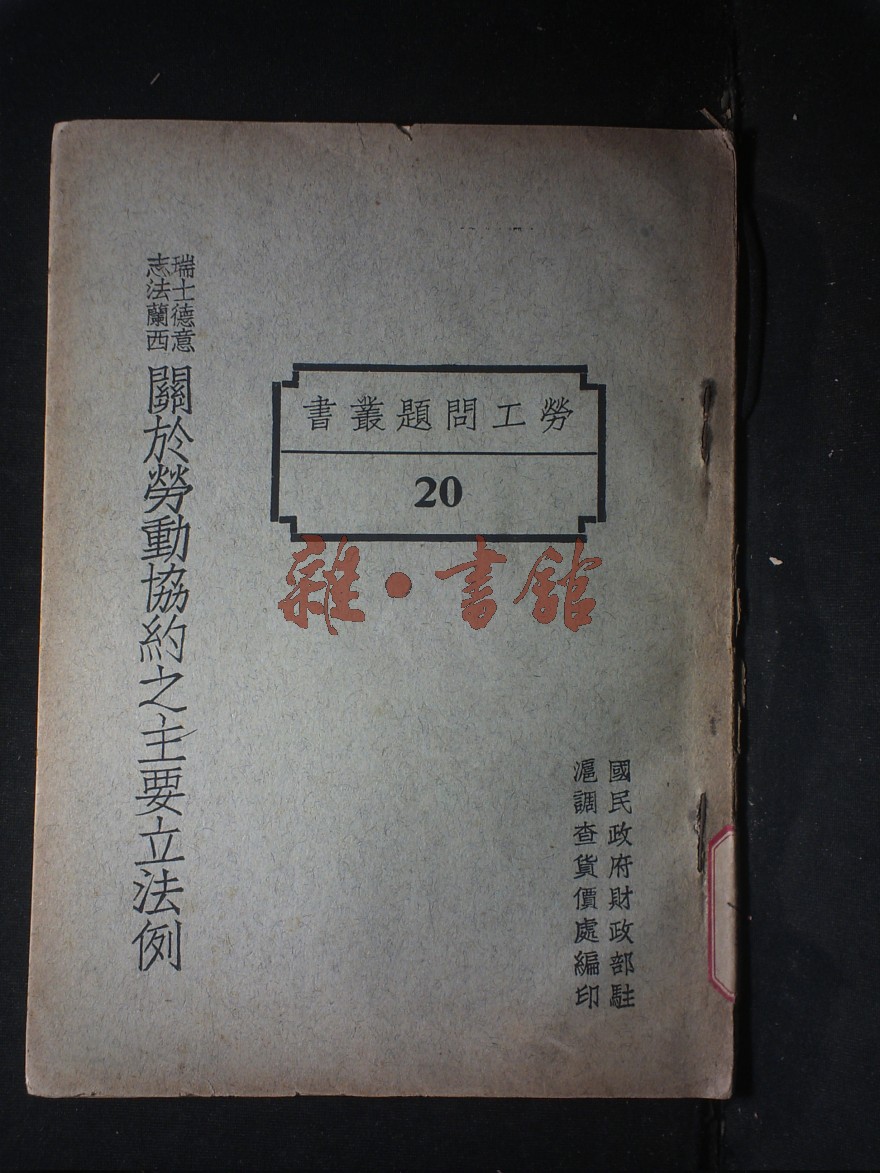 國民政府財政部駐
滬調查貨價處編印
勞工問題叢書
20
瑞士德意
志法蘭西
關於勞動協約之主要立法例
雜·書館